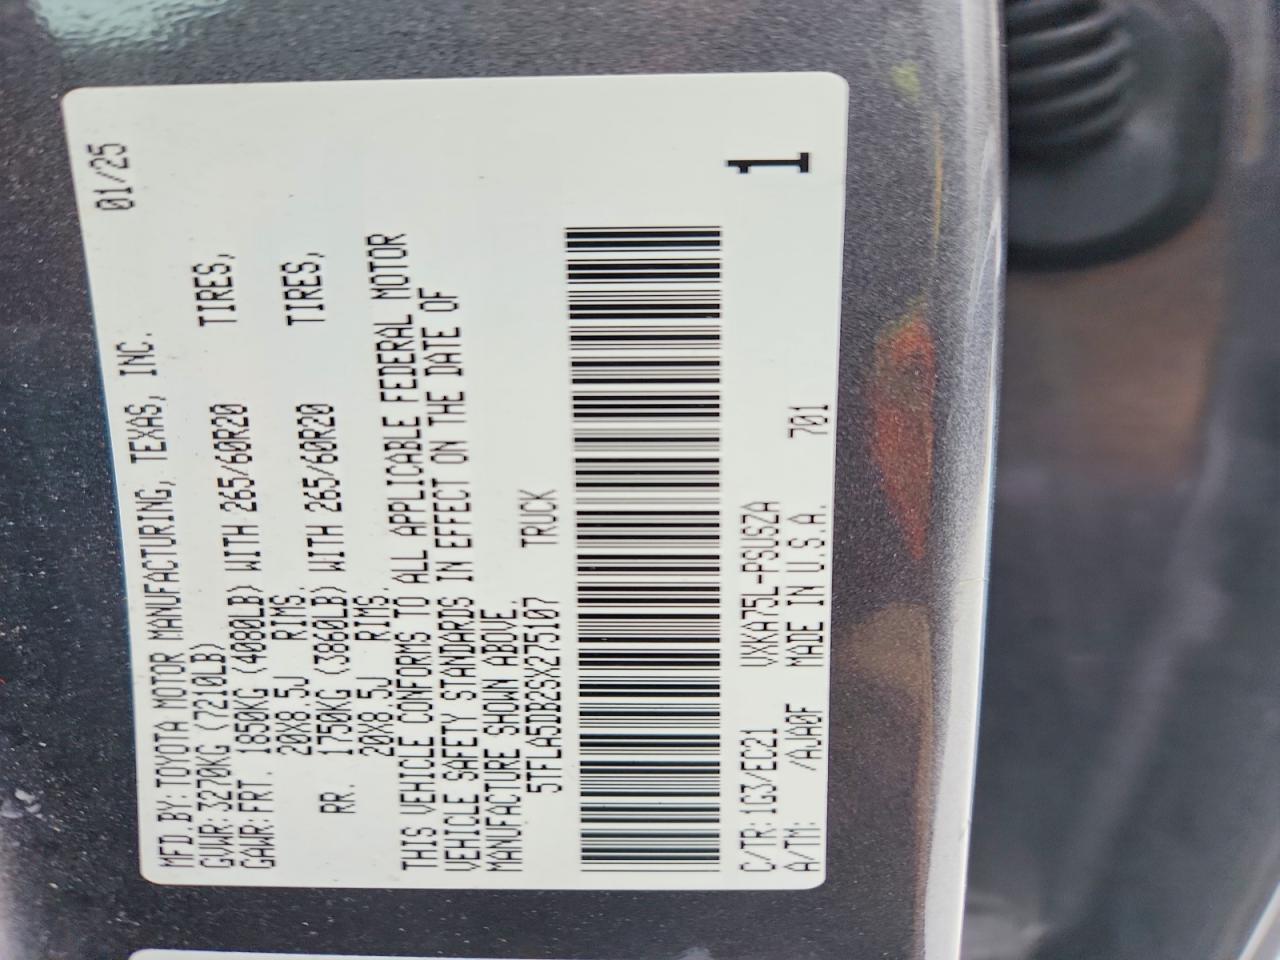 MFD.BY:TOYOTA MOTOR MANUFACTURING, TEXAS, INC. 01/25
GVWR:3270KG (7210LB)
GAWR:FRT. 1850KG (4080LB) WITH 265/60R20 TIRES,
20X8.5J RIMS,
RR. 1750KG (3860LB) WITH 265/60R20 TIRES,
20X8.5J RIMS.
THIS VEHICLE CONFORMS TO ALL APPLICABLE FEDERAL MOTOR
VEHICLE SAFETY STANDARDS IN EFFECT ON THE DATE OF
MANUFACTURE SHOWN ABOVE.
5TFLA5DB2SX275107 TRUCK
C/TR:1G3/EC21 VXKA75L-PSUSZA 1
A/TM: /AJA0F MADE IN U.S.A. 701